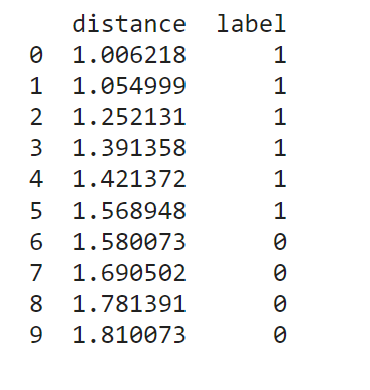 distance label
0 1.006218 1
1 1.054999 1
2 1.252131 1
3 1.391358 1
4 1.421372 1
5 1.568948 1
6 1.580073 0
7 1.690502 0
8 1.781391 0
9 1.810073 0